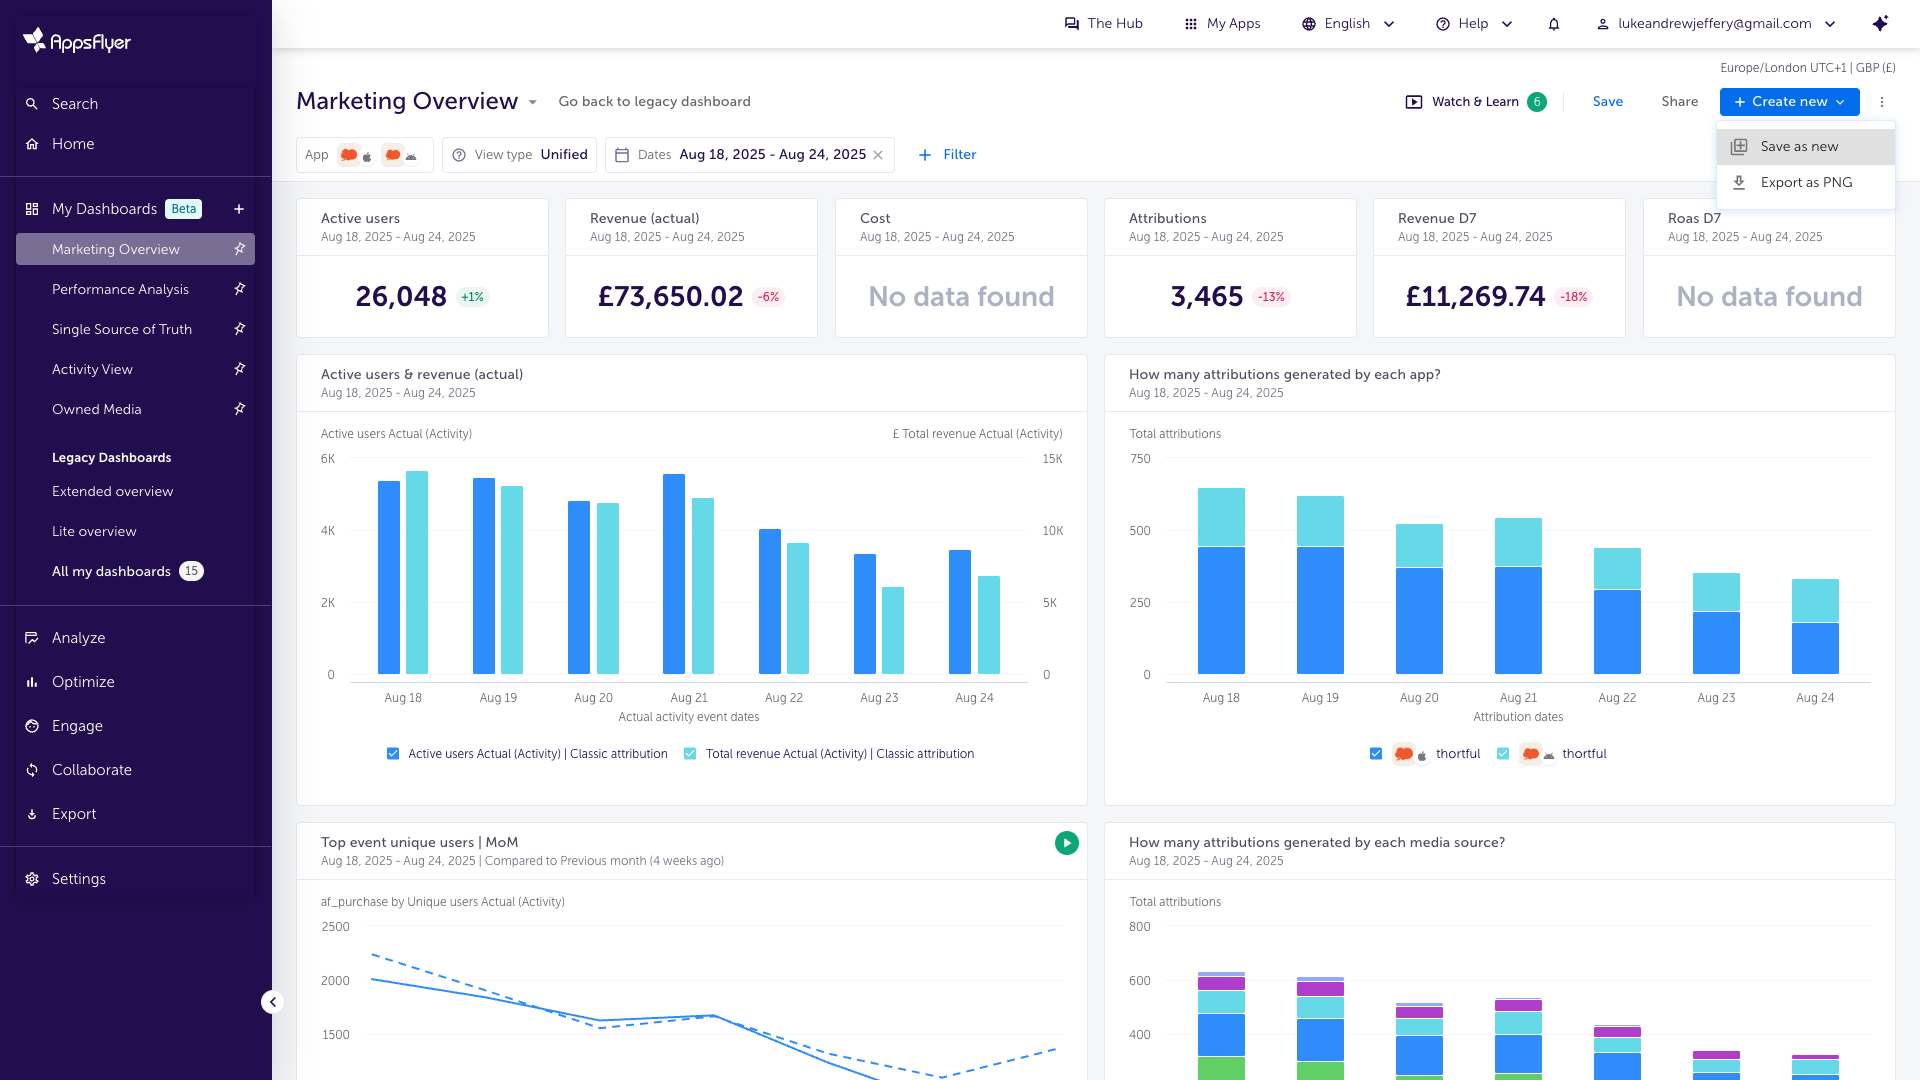 AppsFlyer
The Hub
My Apps
English
Help
lukeandrewjeffery@gmail.com
Europe/London UTC+1 | GBP (£)
Marketing Overview
Go back to legacy dashboard
Watch & Learn 6
Save
Share
+ Create new
Save as new
Export as PNG
App
View type Unified
Dates Aug 18, 2025 - Aug 24, 2025
+ Filter
Search
Home
My Dashboards Beta +
Marketing Overview
Performance Analysis
Single Source of Truth
Activity View
Owned Media
Legacy Dashboards
Extended overview
Lite overview
All my dashboards 15
Analyze
Optimize
Engage
Collaborate
Export
Settings
Active users
Aug 18, 2025 - Aug 24, 2025
26,048 +1%
Revenue (actual)
Aug 18, 2025 - Aug 24, 2025
£73,650.02 -6%
Cost
Aug 18, 2025 - Aug 24, 2025
No data found
Attributions
Aug 18, 2025 - Aug 24, 2025
3,465 -13%
Revenue D7
Aug 18, 2025 - Aug 24, 2025
£11,269.74 -18%
Roas D7
Aug 18, 2025 - Aug 24, 2025
No data found
Active users & revenue (actual)
Aug 18, 2025 - Aug 24, 2025
Active users Actual (Activity)
£ Total revenue Actual (Activity)
6K
4K
2K
0
15K
10K
5K
0
Aug 18 Aug 19 Aug 20 Aug 21 Aug 22 Aug 23 Aug 24
Actual activity event dates
Active users Actual (Activity) | Classic attribution
Total revenue Actual (Activity) | Classic attribution
How many attributions generated by each app?
Aug 18, 2025 - Aug 24, 2025
Total attributions
750
500
250
0
Aug 18 Aug 19 Aug 20 Aug 21 Aug 22 Aug 23 Aug 24
Attribution dates
thortful
thortful
Top event unique users | MoM
Aug 18, 2025 - Aug 24, 2025 | Compared to Previous month (4 weeks ago)
af_purchase by Unique users Actual (Activity)
2500
2000
1500
How many attributions generated by each media source?
Aug 18, 2025 - Aug 24, 2025
Total attributions
800
600
400